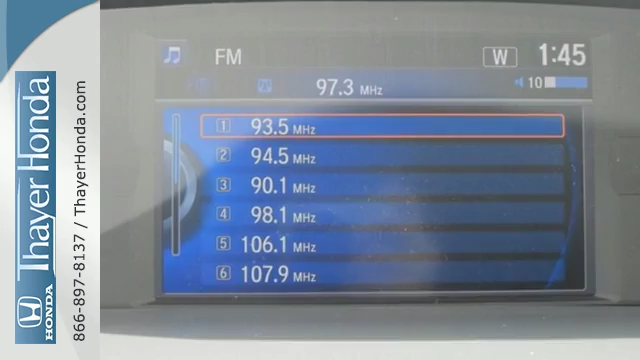 FM
W
1:45
97.3 MHz
10
1 93.5 MHz
2 94.5 MHz
3 90.1 MHz
4 98.1 MHz
5 106.1 MHz
6 107.9 MHz
Thayer Honda
HONDA
866-897-8137 / ThayerHonda.com